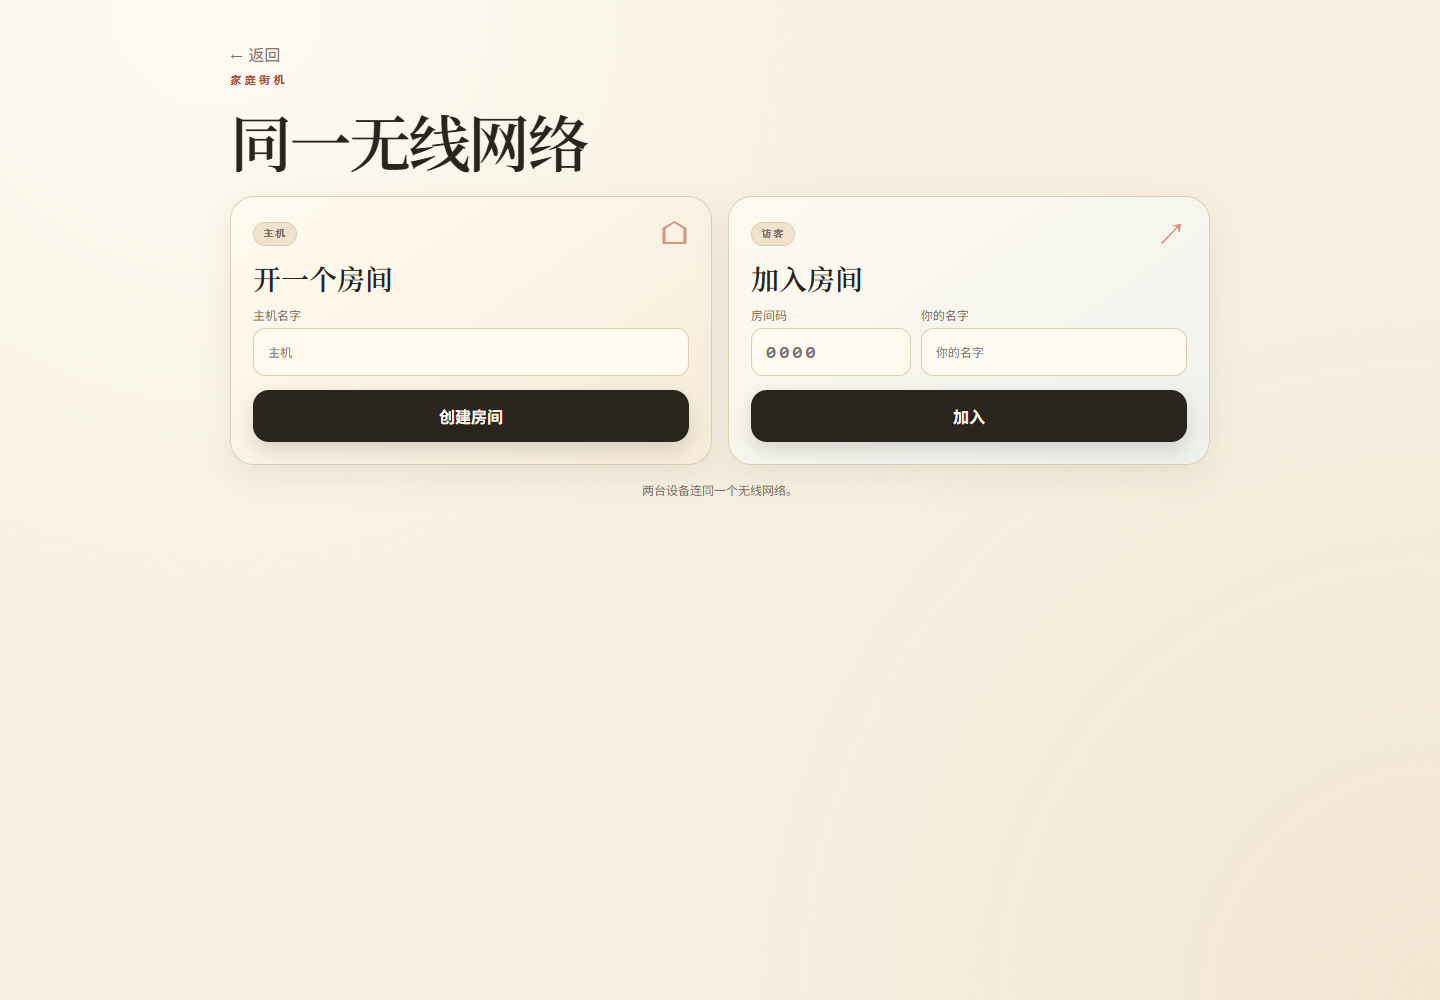 ← 返回
家庭街机
同一无线网络
主机
开一个房间
主机名字
主机
创建房间
访客
加入房间
房间码 你的名字
0000 你的名字
加入
两台设备连同一个无线网络。